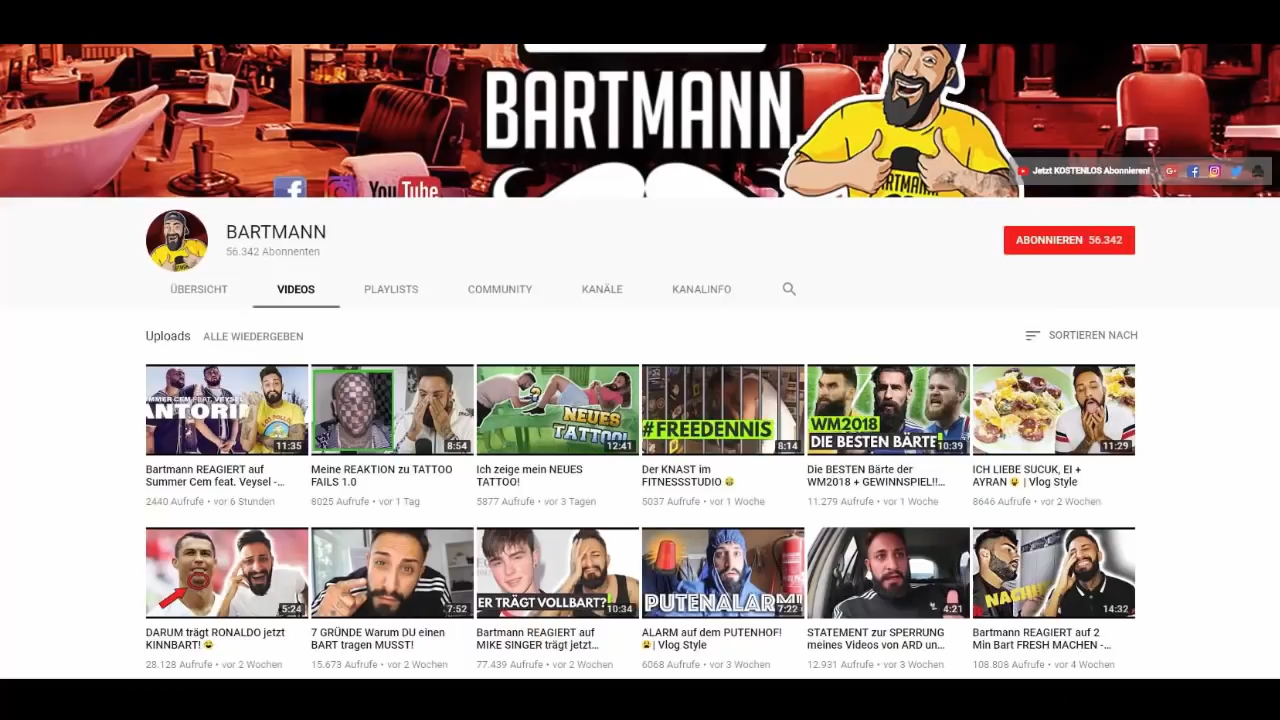 BARTMANN.
You Tube
BARTMANN
Jetzt KOSTENLOS Abonnieren!
BARTMANN
56.342 Abonnenten
ABONNIEREN 56.342
ÜBERSICHT VIDEOS PLAYLISTS COMMUNITY KANÄLE KANALINFO
Uploads ALLE WIEDERGEBEN SORTIEREN NACH
MMER CEM FEAT. VEYSEL
ANTORI
11:35
8:54
NEUES
TATTOO!
12:41
#FREEDENNIS
8:14
WM2018
DIE BESTEN BÄRTE
10:39
11:29
Bartmann REAGIERT auf
Summer Cem feat. Veysel -...
2440 Aufrufe • vor 6 Stunden
Meine REAKTION zu TATTOO
FAILS 1.0
8025 Aufrufe • vor 1 Tag
Ich zeige mein NEUES
TATTOO!
5877 Aufrufe • vor 3 Tagen
Der KNAST im
FITNESSSTUDIO 🤮
5037 Aufrufe • vor 1 Woche
Die BESTEN Bärte der
WM2018 + GEWINNSPIEL!!...
11.279 Aufrufe • vor 1 Woche
ICH LIEBE SUCUK, EI +
AYRAN 😋 | Vlog Style
8646 Aufrufe • vor 2 Wochen
5:24
7:52
ER TRÄGT VOLLBART?
10:34
PUTENALARM!
7:22
4:21
NACH!
14:32
DARUM trägt RONALDO jetzt
KINNBART! 😂
28.128 Aufrufe • vor 2 Wochen
7 GRÜNDE Warum DU einen
BART tragen MUSST!
15.673 Aufrufe • vor 2 Wochen
Bartmann REAGIERT auf
MIKE SINGER trägt jetzt...
77.439 Aufrufe • vor 2 Wochen
ALARM auf dem PUTENHOF!
😫 | Vlog Style
6068 Aufrufe • vor 3 Wochen
STATEMENT zur SPERRUNG
meines Videos von ARD un...
12.931 Aufrufe • vor 3 Wochen
Bartmann REAGIERT auf 2
Min Bart FRESH MACHEN -...
108.808 Aufrufe • vor 4 Wochen